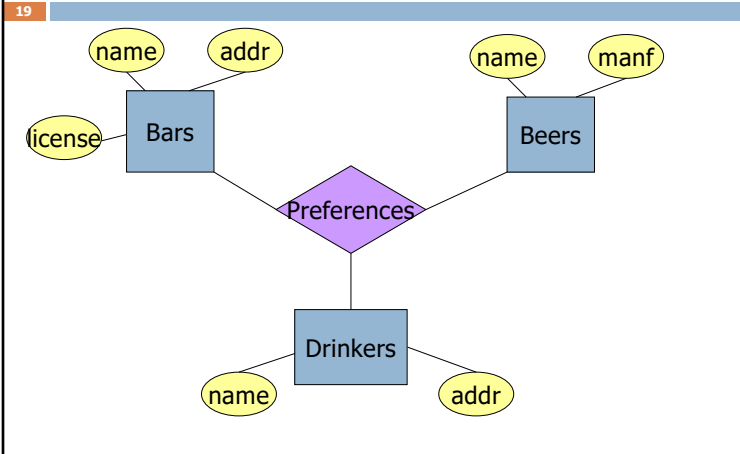 19
name
addr
name
manf
license
Bars
Beers
Preferences
Drinkers
name
addr